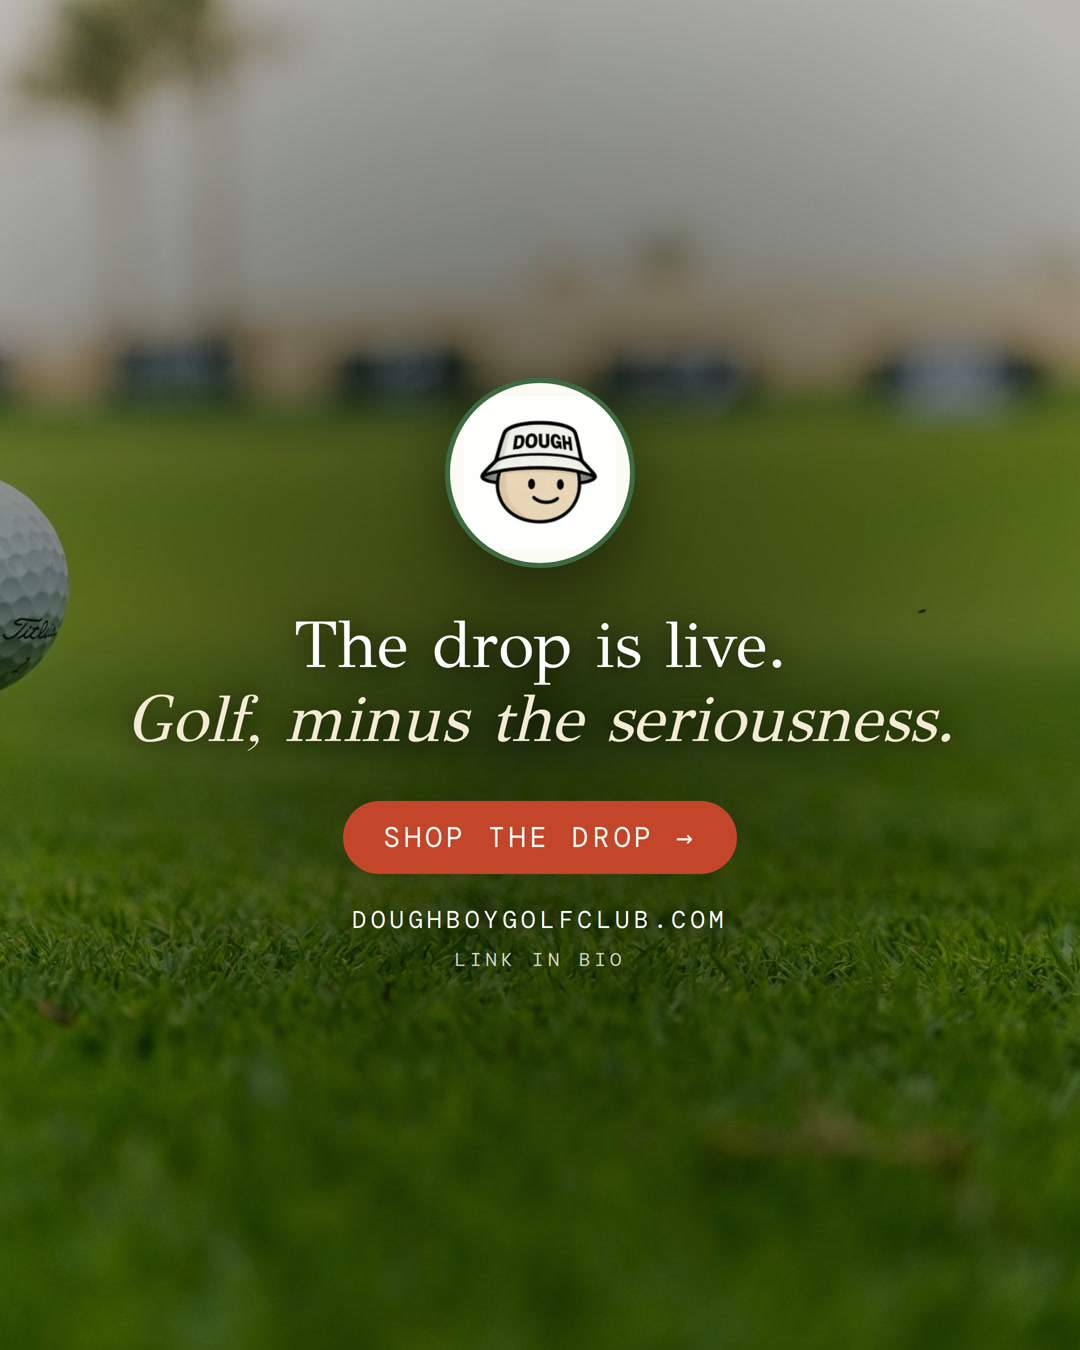 DOUGH
The drop is live.
Golf, minus the seriousness.
SHOP THE DROP →
DOUGHBOYGOLFCLUB.COM
LINK IN BIO